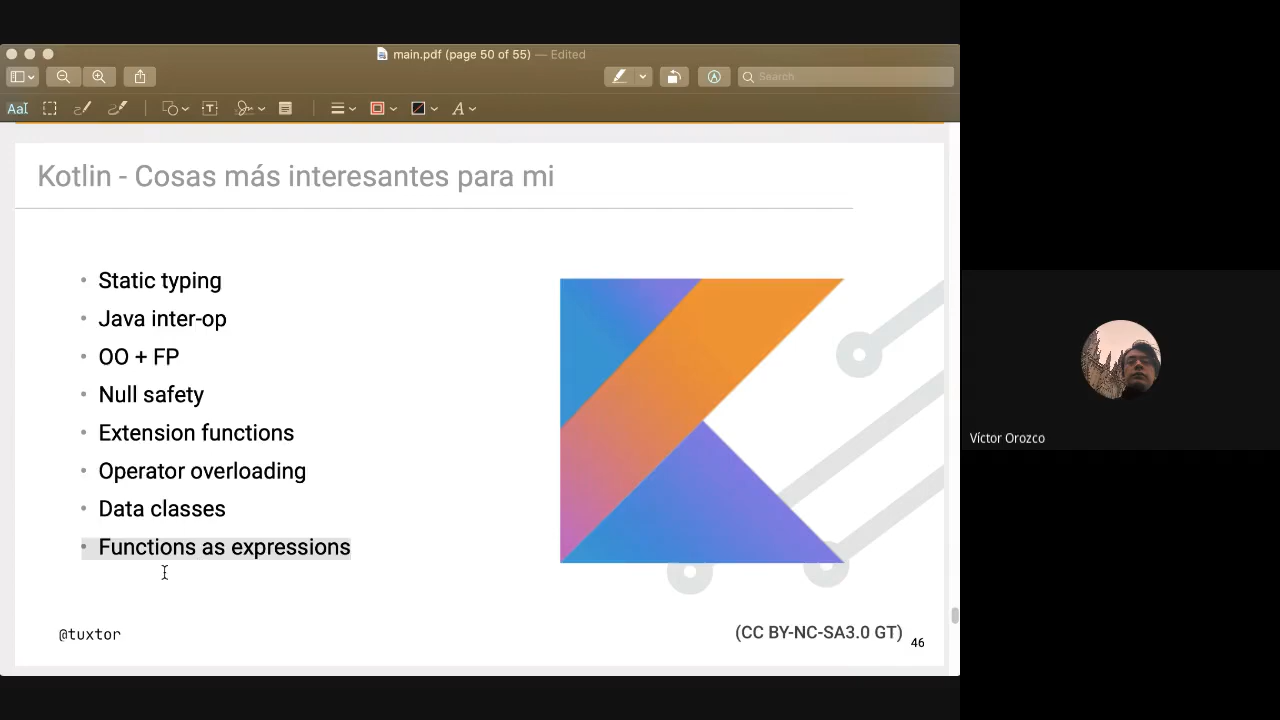 main.pdf (page 50 of 55) — Edited
Search
AaI
T
A
Kotlin - Cosas más interesantes para mi
• Static typing
• Java inter-op
• OO + FP
• Null safety
• Extension functions
• Operator overloading
• Data classes
• Functions as expressions
@tuxtor
(CC BY-NC-SA3.0 GT)
46
Víctor Orozco